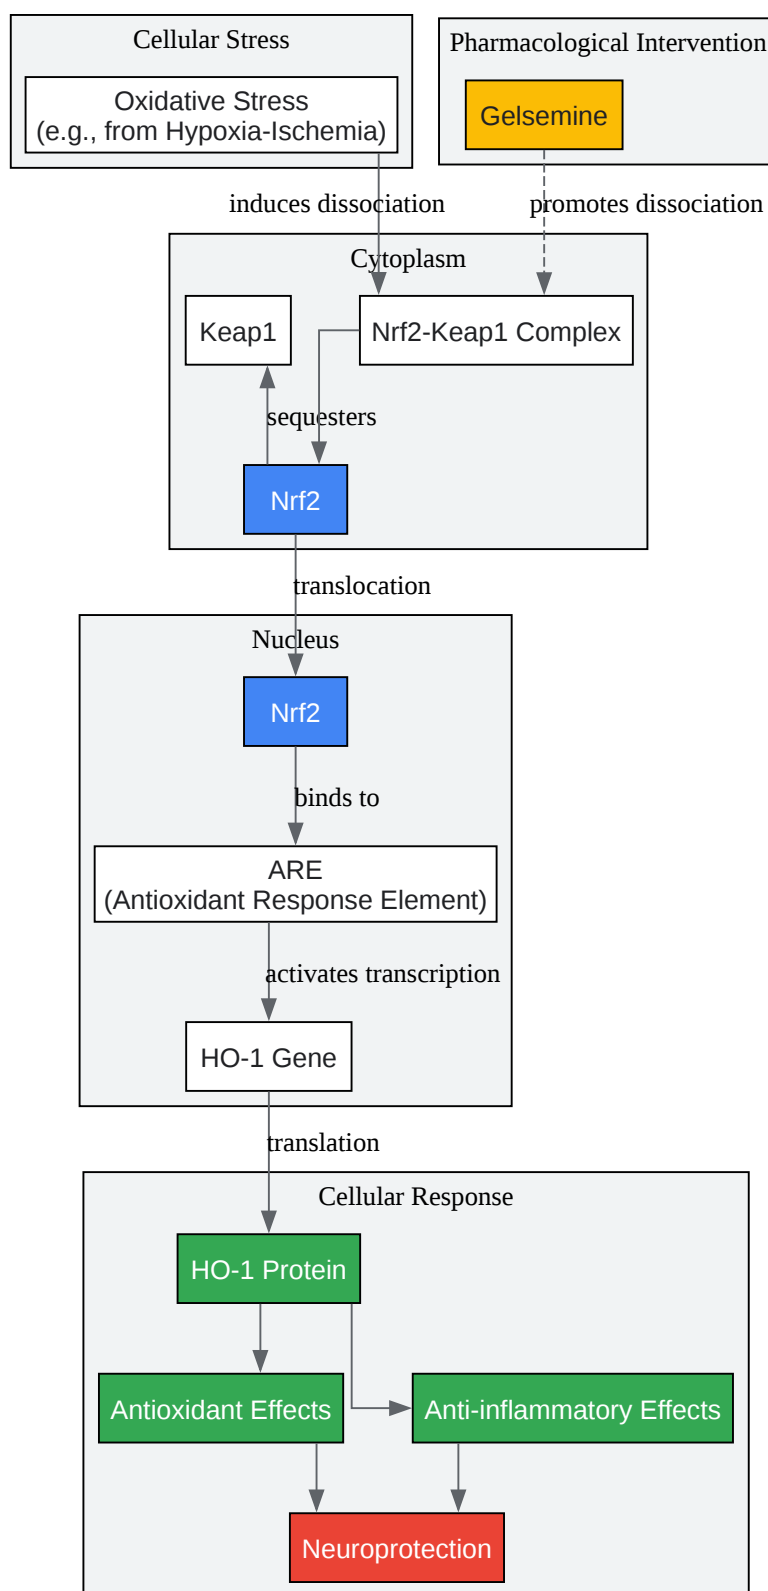 Cellular Stress
Oxidative Stress
(e.g., from Hypoxia-Ischemia)
Pharmacological Intervention
Gelsemine
induces dissociation
promotes dissociation
Cytoplasm
Keap1
Nrf2-Keap1 Complex
sequesters
Nrf2
translocation
Nucleus
Nrf2
binds to
ARE
(Antioxidant Response Element)
activates transcription
HO-1 Gene
translation
Cellular Response
HO-1 Protein
Antioxidant Effects
Anti-inflammatory Effects
Neuroprotection